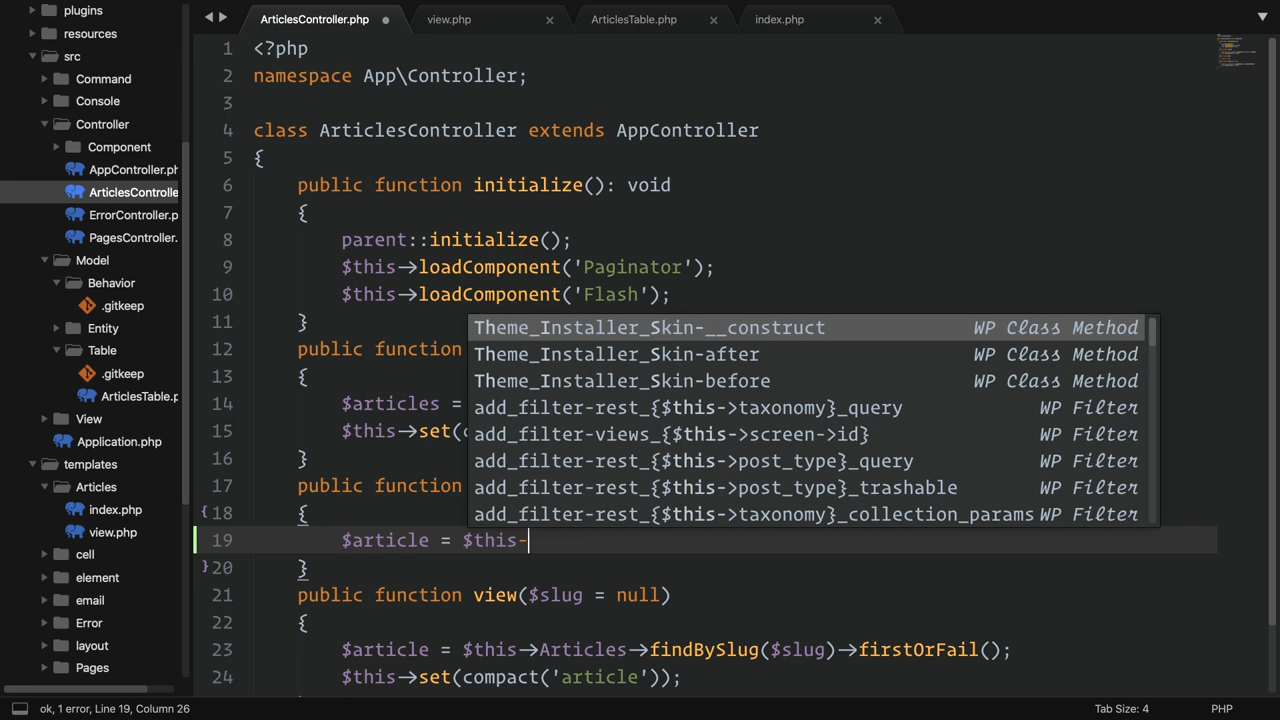 plugins
resources
src
Command
Console
Controller
Component
AppController.ph
ArticlesControlle
ErrorController.p
PagesController.
Model
Behavior
.gitkeep
Entity
Table
.gitkeep
ArticlesTable.p
View
Application.php
templates
Articles
index.php
view.php
cell
element
email
Error
layout
Pages
ArticlesController.php
view.php
ArticlesTable.php
index.php
1 <?php
2 namespace App\Controller;
3
4 class ArticlesController extends AppController
5 {
6 public function initialize(): void
7 {
8 parent::initialize();
9 $this->loadComponent('Paginator');
10 $this->loadComponent('Flash');
11 }
12 public function
13 {
14 $articles =
15 $this->set(c
16 }
17 public function
18 {
19 $article = $this-
20 }
21 public function view($slug = null)
22 {
23 $article = $this->Articles->findBySlug($slug)->firstOrFail();
24 $this->set(compact('article'));
Theme_Installer_Skin-__construct WP Class Method
Theme_Installer_Skin-after WP Class Method
Theme_Installer_Skin-before WP Class Method
add_filter-rest_{$this->taxonomy}_query WP Filter
add_filter-views_{$this->screen->id} WP Filter
add_filter-rest_{$this->post_type}_query WP Filter
add_filter-rest_{$this->post_type}_trashable WP Filter
add_filter-rest_{$this->taxonomy}_collection_params WP Filter
ok, 1 error, Line 19, Column 26
Tab Size: 4
PHP